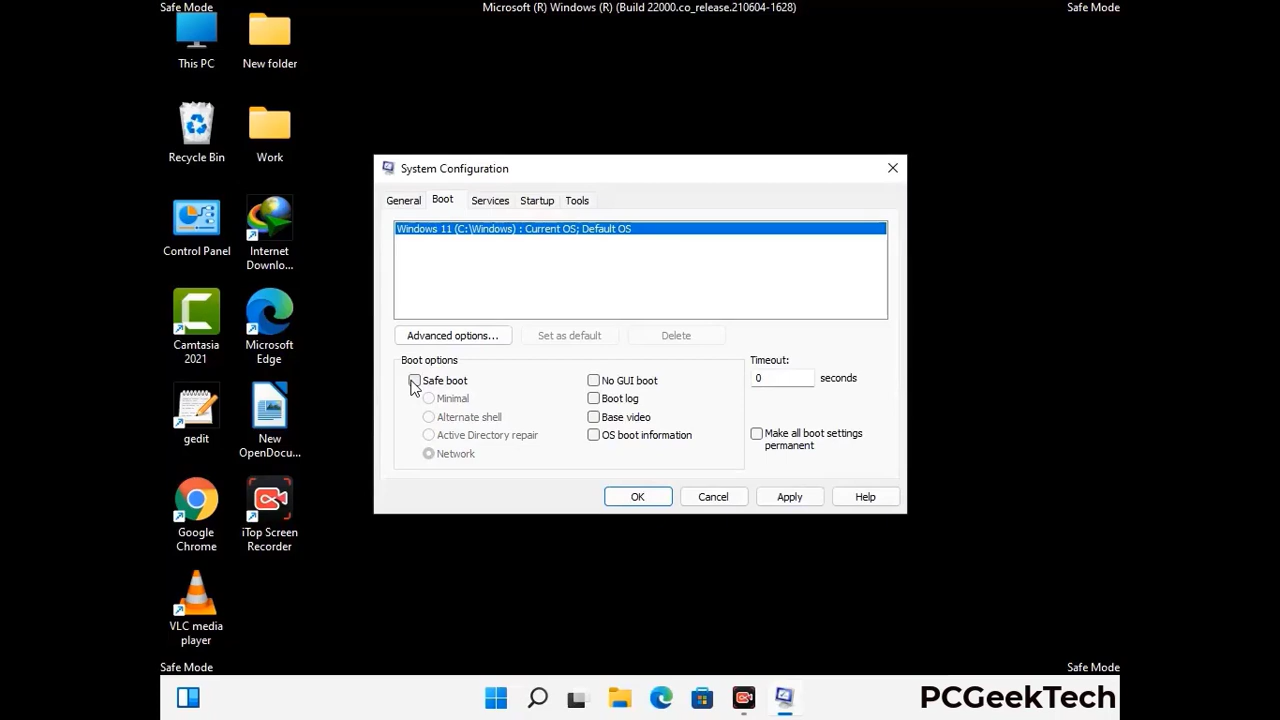 Safe Mode
Microsoft (R) Windows (R) (Build 22000.co_release.210604-1628)
Safe Mode
This PC
New folder
Recycle Bin
Work
Control Panel
Internet
Downlo...
Camtasia
2021
Microsoft
Edge
gedit
New
OpenDocu...
Google
Chrome
iTop Screen
Recorder
VLC media
player
System Configuration
General
Boot
Services
Startup
Tools
Windows 11 (C:\Windows) : Current OS; Default OS
Advanced options...
Set as default
Delete
Boot options
Safe boot
Minimal
Alternate shell
Active Directory repair
Network
No GUI boot
Boot log
Base video
OS boot information
Timeout:
0 seconds
Make all boot settings
permanent
OK
Cancel
Apply
Help
Safe Mode
Safe Mode
PCGeekTech